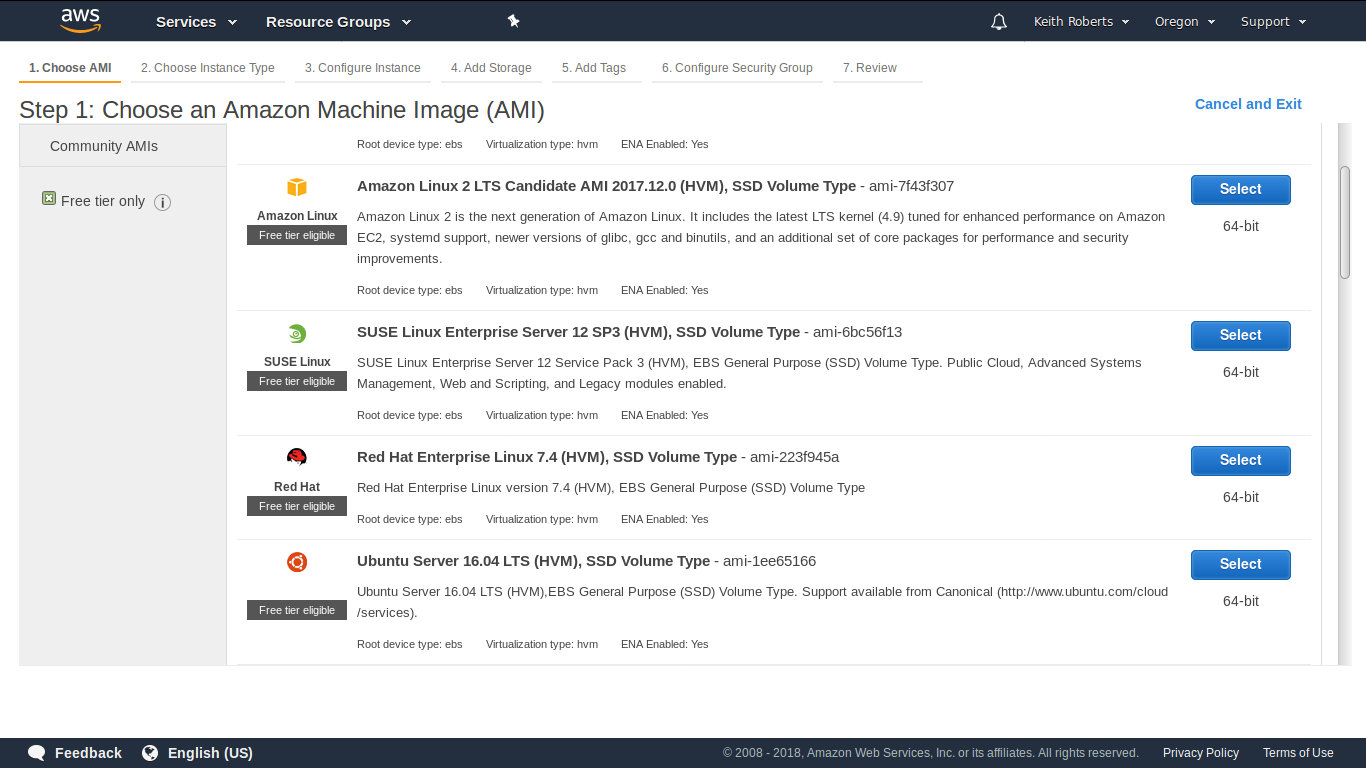 aws Services Resource Groups Keith Roberts Oregon Support
1. Choose AMI 2. Choose Instance Type 3. Configure Instance 4. Add Storage 5. Add Tags 6. Configure Security Group 7. Review
Step 1: Choose an Amazon Machine Image (AMI)
Cancel and Exit
Community AMIs
Free tier only i
Root device type: ebs Virtualization type: hvm ENA Enabled: Yes
Amazon Linux
Free tier eligible
Amazon Linux 2 LTS Candidate AMI 2017.12.0 (HVM), SSD Volume Type - ami-7f43f307
Amazon Linux 2 is the next generation of Amazon Linux. It includes the latest LTS kernel (4.9) tuned for enhanced performance on Amazon
EC2, systemd support, newer versions of glibc, gcc and binutils, and an additional set of core packages for performance and security
improvements.
Root device type: ebs Virtualization type: hvm ENA Enabled: Yes
Select
64-bit
SUSE Linux
Free tier eligible
SUSE Linux Enterprise Server 12 SP3 (HVM), SSD Volume Type - ami-6bc56f13
SUSE Linux Enterprise Server 12 Service Pack 3 (HVM), EBS General Purpose (SSD) Volume Type. Public Cloud, Advanced Systems
Management, Web and Scripting, and Legacy modules enabled.
Root device type: ebs Virtualization type: hvm ENA Enabled: Yes
Select
64-bit
Red Hat
Free tier eligible
Red Hat Enterprise Linux 7.4 (HVM), SSD Volume Type - ami-223f945a
Red Hat Enterprise Linux version 7.4 (HVM), EBS General Purpose (SSD) Volume Type
Root device type: ebs Virtualization type: hvm ENA Enabled: Yes
Select
64-bit
Free tier eligible
Ubuntu Server 16.04 LTS (HVM), SSD Volume Type - ami-1ee65166
Ubuntu Server 16.04 LTS (HVM),EBS General Purpose (SSD) Volume Type. Support available from Canonical (http://www.ubuntu.com/cloud
/services).
Root device type: ebs Virtualization type: hvm ENA Enabled: Yes
Select
64-bit
Feedback English (US) © 2008 - 2018, Amazon Web Services, Inc. or its affiliates. All rights reserved. Privacy Policy Terms of Use